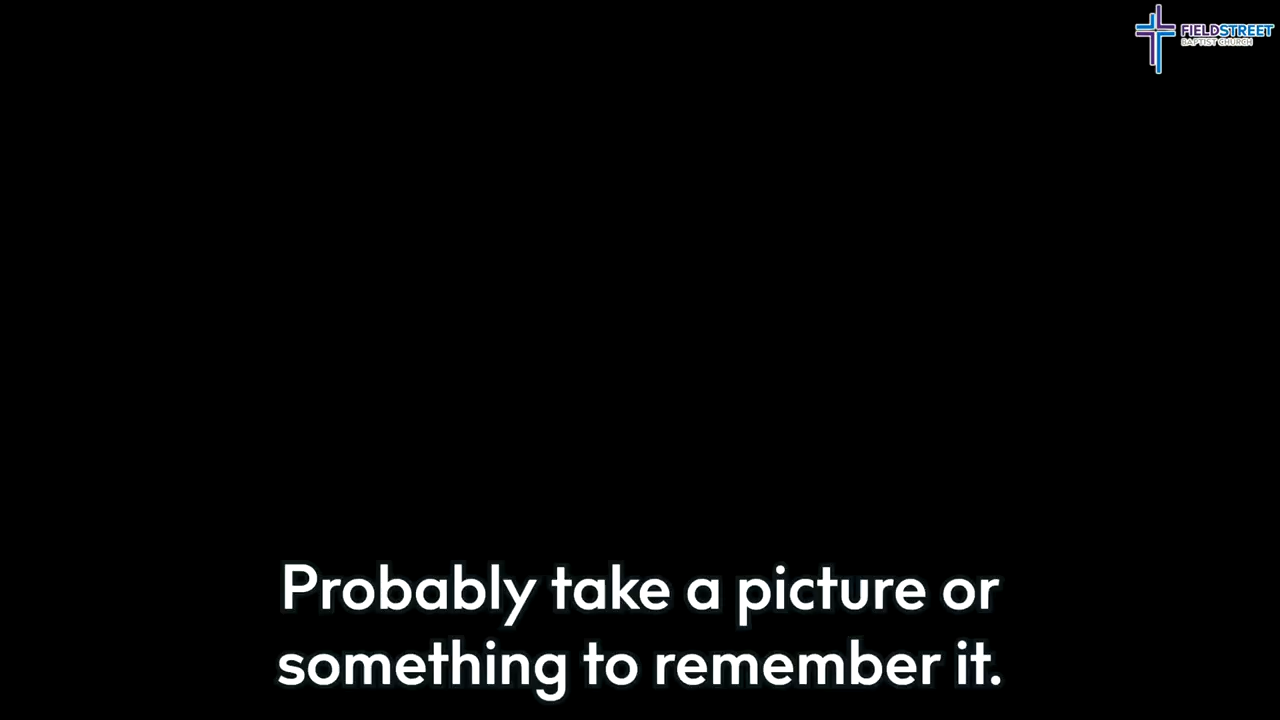 FIELDSTREET
BAPTIST CHURCH
Probably take a picture or
something to remember it.